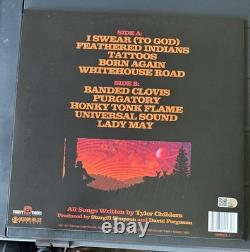 SIDE A:
I SWEAR (TO GOD)
FEATHERED INDIANS
TATTOOS
BORN AGAIN
WHITEHOUSE ROAD
SIDE B:
BANDED CLOVIS
PURGATORY
HONKY TONK FLAME
UNIVERSAL SOUND
LADY MAY
All Songs Written by Tyler Childers
Produced by Sturgill Simpson and David Ferguson